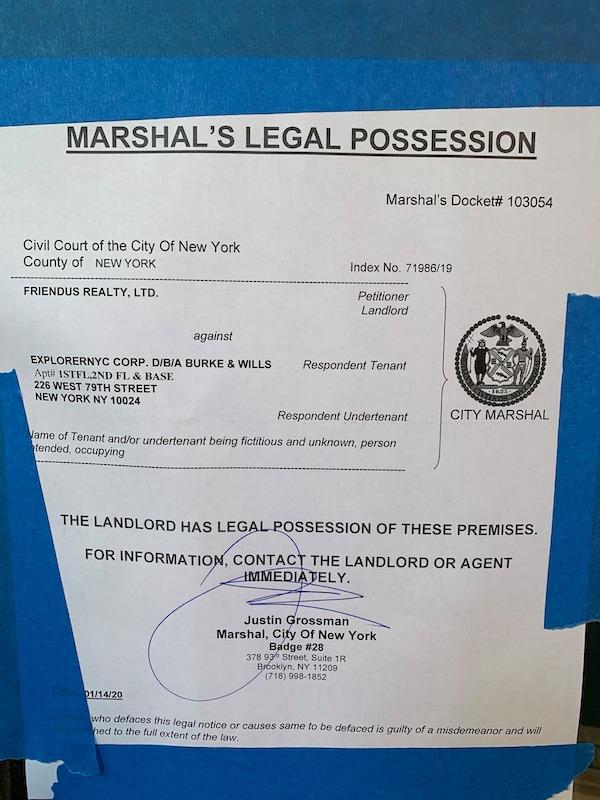 MARSHAL'S LEGAL POSSESSION
Marshal's Docket# 103054
Civil Court of the City Of New York
County of NEW YORK
Index No. 71986/19
FRIENDUS REALTY, LTD.
Petitioner
Landlord
against
EXPLORERNYC CORP. D/B/A BURKE & WILLS
Respondent Tenant
Apt# 1STFL,2ND FL & BASE
226 WEST 79TH STREET
NEW YORK NY 10024
Respondent Undertenant
1625
CITY MARSHAL
Name of Tenant and/or undertenant being fictitious and unknown, person
ntended, occupying
THE LANDLORD HAS LEGAL POSSESSION OF THESE PREMISES.
FOR INFORMATION, CONTACT THE LANDLORD OR AGENT
IMMEDIATELY.
Justin Grossman
Marshal, City Of New York
Badge #28
378 93rd Street, Suite 1R
Brooklyn, NY 11209
(718) 998-1852
Date 01/14/20
who defaces this legal notice or causes same to be defaced is guilty of a misdemeanor and will
hed to the full extent of the law.